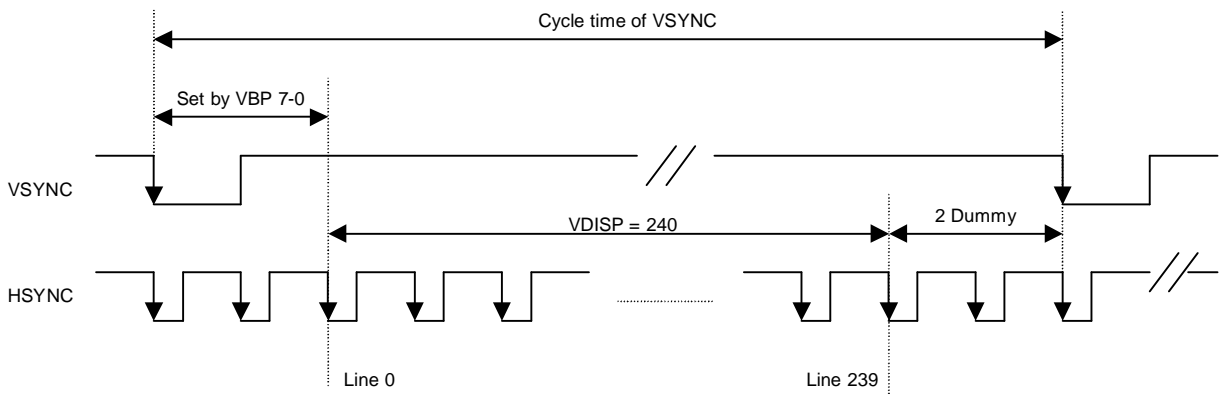 Cycle time of VSYNC
Set by VBP 7-0
VSYNC
VDISP = 240
2 Dummy
HSYNC
Line 0
Line 239